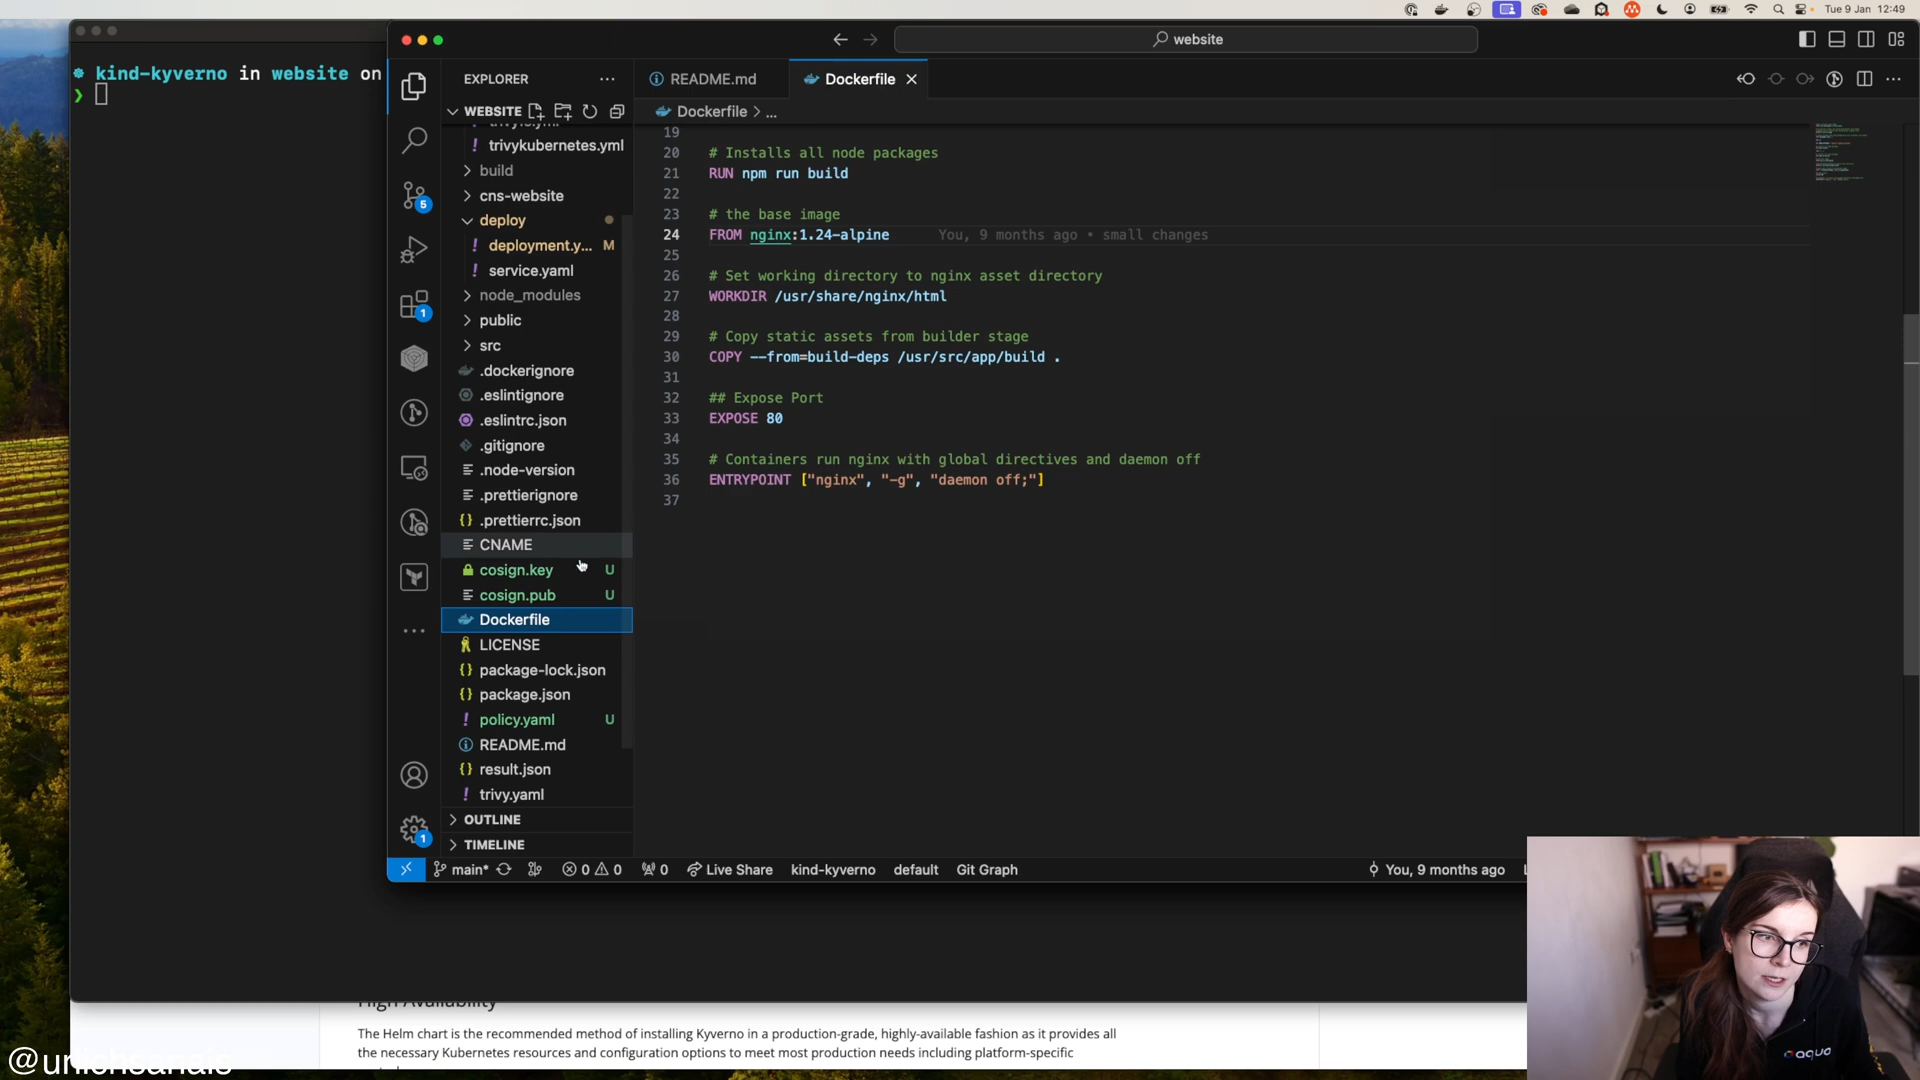 Tue 9 Jan 12:49
kind-kyverno in website on
❯
website
EXPLORER
README.md
Dockerfile
WEBSITE
Dockerfile > ...
trivykubernetes.yml
build
cns-website
deploy
deployment.y... M
service.yaml
node_modules
public
src
.dockerignore
.eslintignore
.eslintrc.json
.gitignore
.node-version
.prettierignore
.prettierrc.json
CNAME
cosign.key U
cosign.pub U
Dockerfile
LICENSE
package-lock.json
package.json
policy.yaml U
README.md
result.json
trivy.yaml
OUTLINE
TIMELINE
5
1
1
19
20 # Installs all node packages
21 RUN npm run build
22
23 # the base image
24 FROM nginx:1.24-alpine You, 9 months ago • small changes
25
26 # Set working directory to nginx asset directory
27 WORKDIR /usr/share/nginx/html
28
29 # Copy static assets from builder stage
30 COPY --from=build-deps /usr/src/app/build .
31
32 ## Expose Port
33 EXPOSE 80
34
35 # Containers run nginx with global directives and daemon off
36 ENTRYPOINT ["nginx", "-g", "daemon off;"]
37
main* 0 0 0 Live Share kind-kyverno default Git Graph You, 9 months ago
High Availability
The Helm chart is the recommended method of installing Kyverno in a production-grade, highly-available fashion as it provides all
the necessary Kubernetes resources and configuration options to meet most production needs including platform-specific
@urlichsanais
aqua